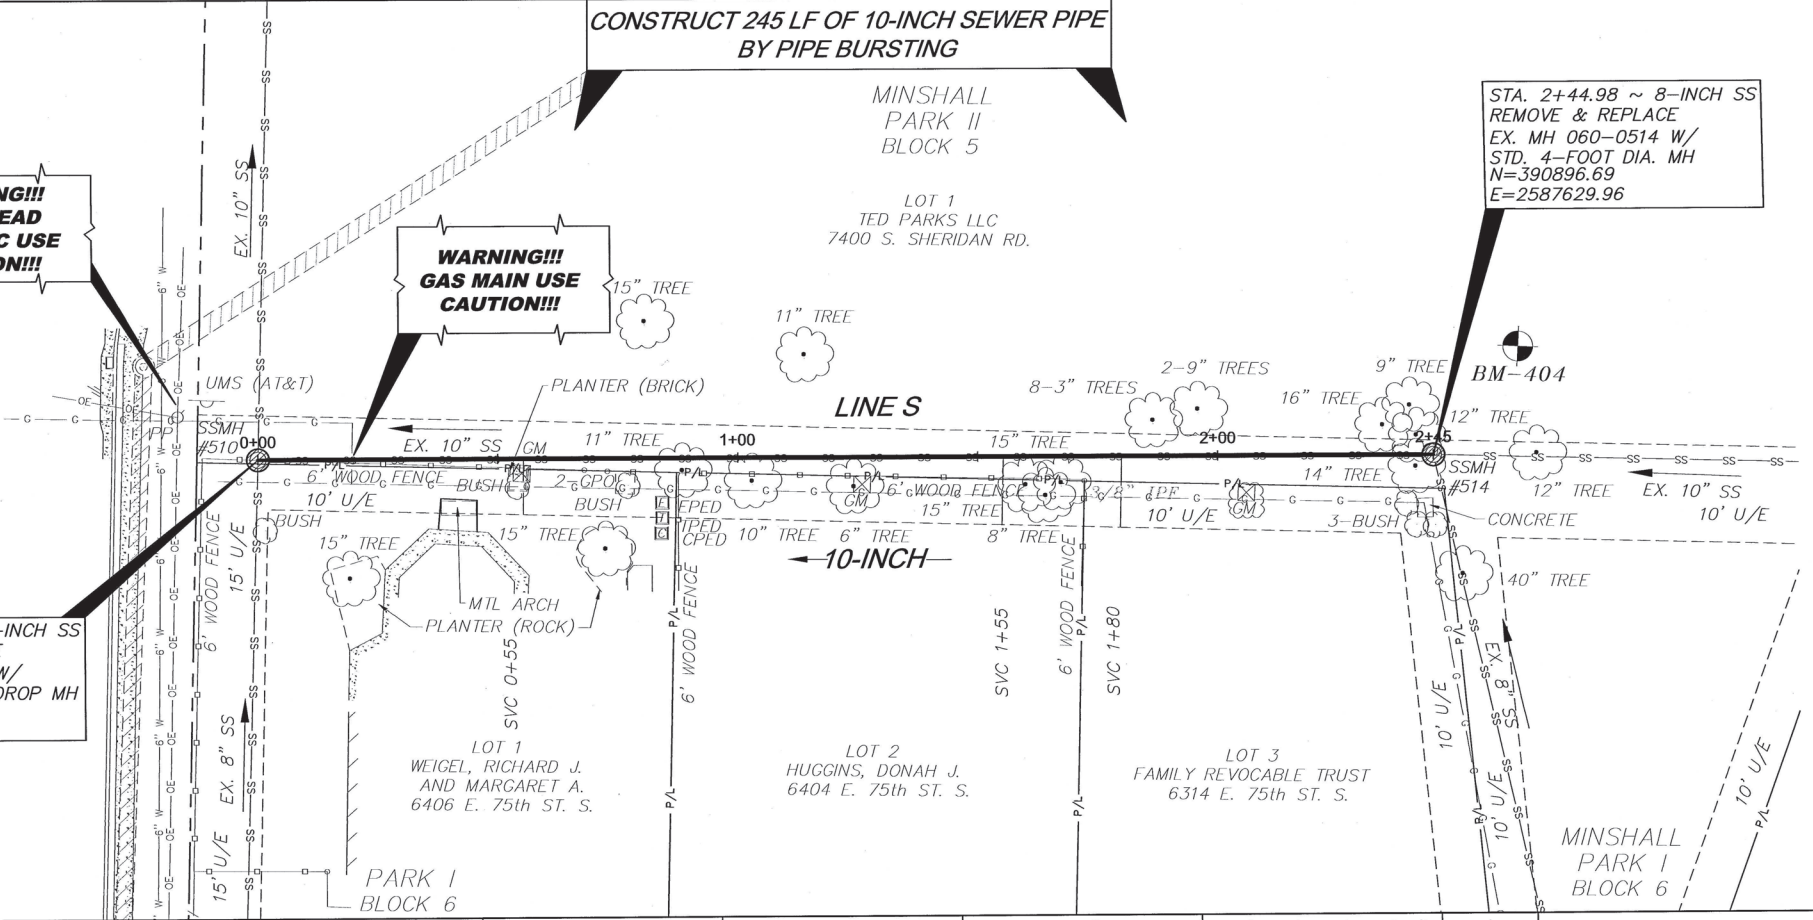 CONSTRUCT 245 LF OF 10-INCH SEWER PIPE
BY PIPE BURSTING
MINSHALL
PARK II
BLOCK 5
LOT 1
TED PARKS LLC
7400 S. SHERIDAN RD.
STA. 2+44.98 ~ 8-INCH SS
REMOVE & REPLACE
EX. MH 060-0514 W/
STD. 4-FOOT DIA. MH
N=390896.69
E=2587629.96
NG!!!
EAD
C USE
ON!!!
WARNING!!!
GAS MAIN USE
CAUTION!!!
EX. 10" SS
15" TREE
11" TREE
BM-404
UMS (AT&T)
PLANTER (BRICK)
LINE S
8-3" TREES
2-9" TREES
9" TREE
16" TREE
12" TREE
PP
SSMH
#510
0+00
EX. 10" SS
GM
11" TREE
1+00
15" TREE
2+00
2+45
14" TREE
SSMH
#514
12" TREE
EX. 10" SS
10' U/E
6' WOOD FENCE
10' U/E
BUSH
2-GPOL
BUSH
EPED
TPED
CPED
E
T
C
GM
6' WOOD FENCE
15" TREE
3/8" IPF
10' U/E
GM
3-BUSH
CONCRETE
BUSH
15" TREE
15" TREE
10" TREE
6" TREE
8" TREE
10-INCH
40" TREE
6' WOOD FENCE
15' U/E
MTL ARCH
PLANTER (ROCK)
SVC 0+55
6' WOOD FENCE
SVC 1+55
6' WOOD FENCE
SVC 1+80
-INCH SS
W/
DROP MH
EX. 8" SS
10' U/E
EX. 8" SS
10' U/E
10' U/E
LOT 1
WEIGEL, RICHARD J.
AND MARGARET A.
6406 E. 75th ST. S.
LOT 2
HUGGINS, DONAH J.
6404 E. 75th ST. S.
LOT 3
FAMILY REVOCABLE TRUST
6314 E. 75th ST. S.
15' U/E
PARK I
BLOCK 6
MINSHALL
PARK I
BLOCK 6